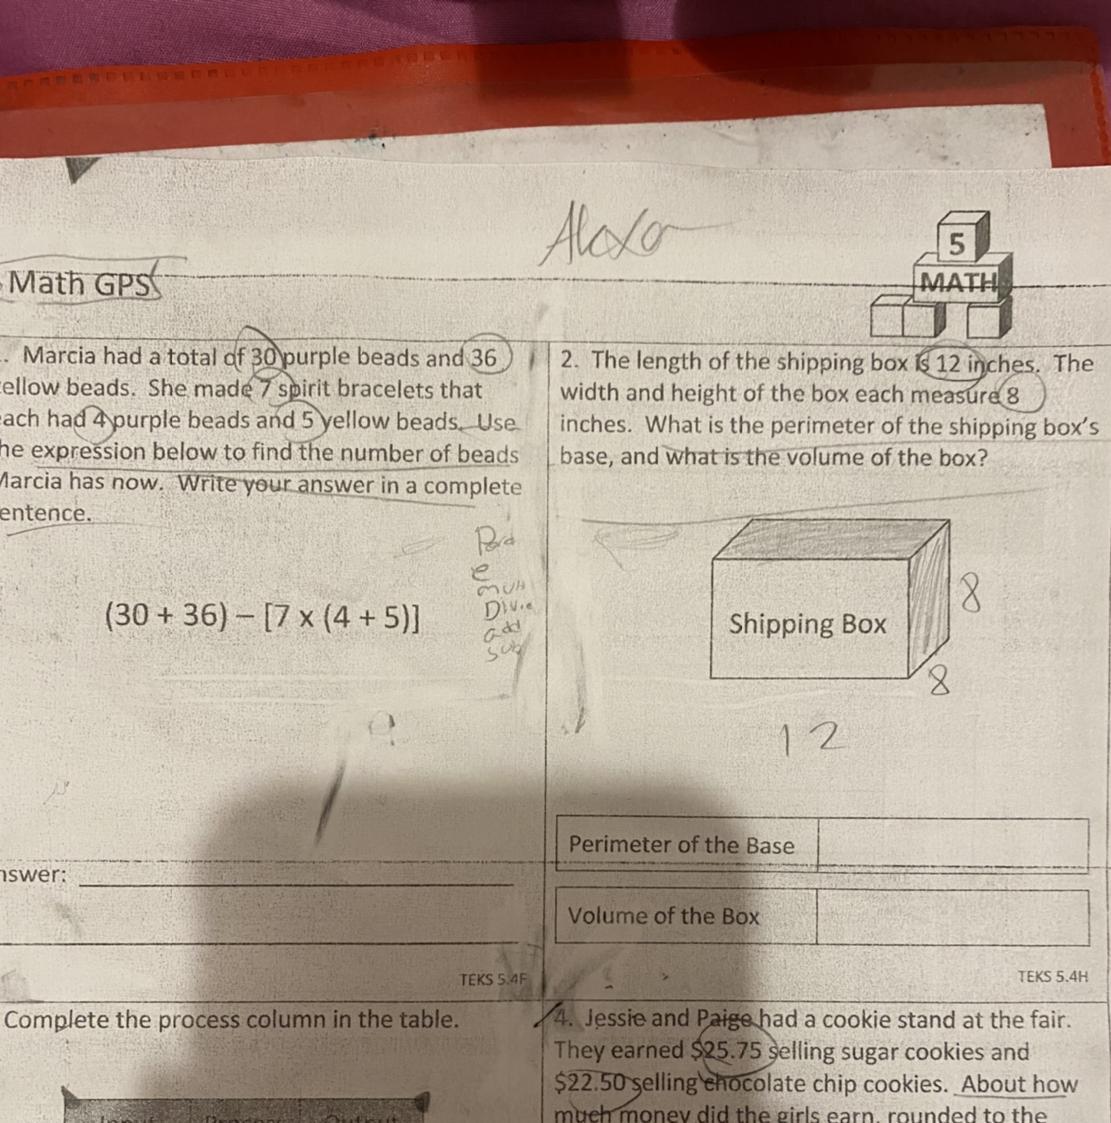 Alexa
5
MATH
Math GPS
. Marcia had a total of 30 purple beads and 36
ellow beads. She made 7 spirit bracelets that
each had 4 purple beads and 5 yellow beads. Use
he expression below to find the number of beads
Marcia has now. Write your answer in a complete
entence.
e
mult
add
sub
(30 + 36) – [7 x (4 + 5)]
nswer:
TEKS 5.4F
2. The length of the shipping box is 12 inches. The
width and height of the box each measure 8
inches. What is the perimeter of the shipping box's
base, and what is the volume of the box?
Shipping Box
8
8
12
Perimeter of the Base
Volume of the Box
TEKS 5.4H
Complete the process column in the table.
Input Process Output
4. Jessie and Paige had a cookie stand at the fair.
They earned $25.75 selling sugar cookies and
$22.50 selling chocolate chip cookies. About how
much money did the girls earn, rounded to the